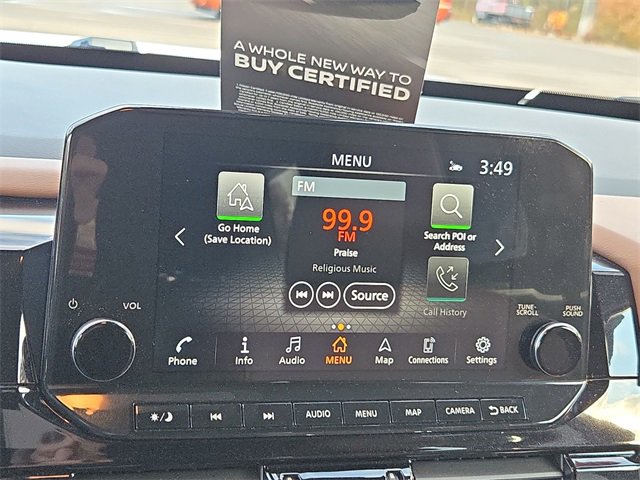 A WHOLE NEW WAY TO
BUY CERTIFIED
MENU
3:49
FM
99.9
FM
Praise
Religious Music
Source
Go Home
(Save Location)
Search POI or
Address
Call History
VOL
TUNE-
SCROLL
PUSH
SOUND
Phone
Info
Audio
MENU
Map
Connections
Settings
AUDIO
MENU
MAP
CAMERA
BACK